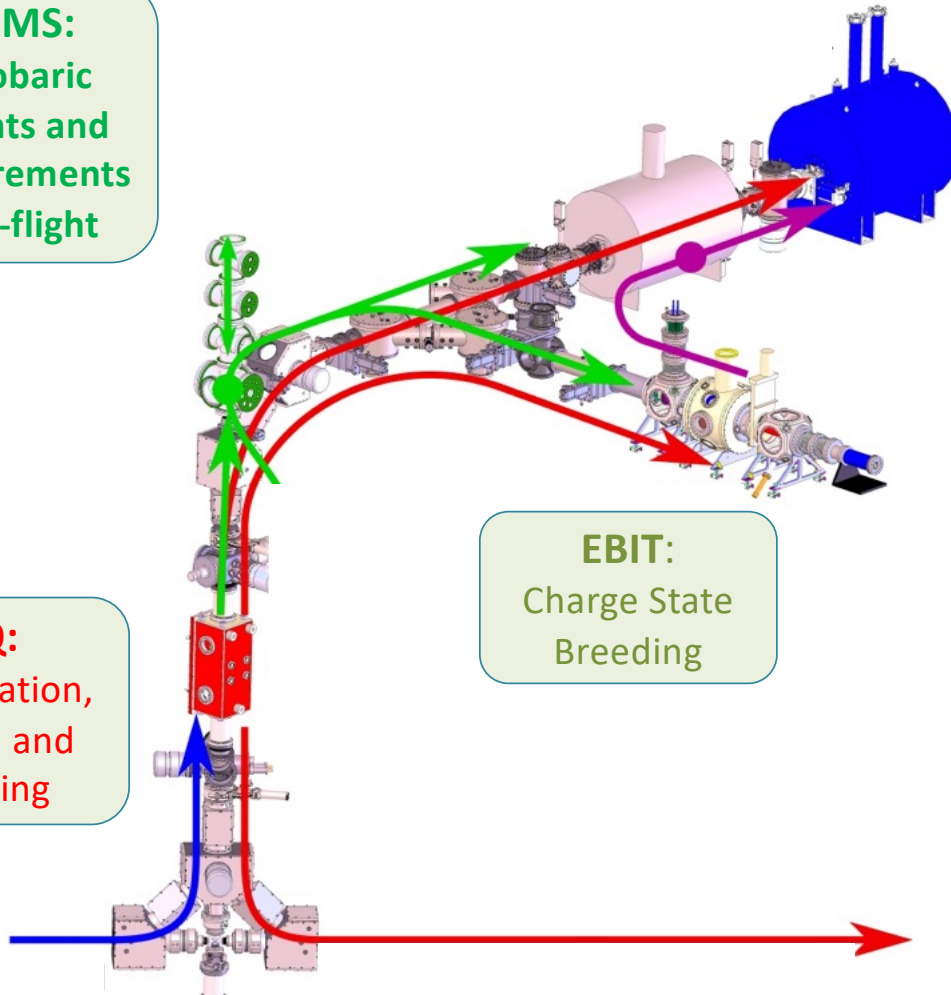 MS:
obaric
nts and
rements
-flight
EBIT:
Charge State
Breeding
Q:
ation,
and
ing